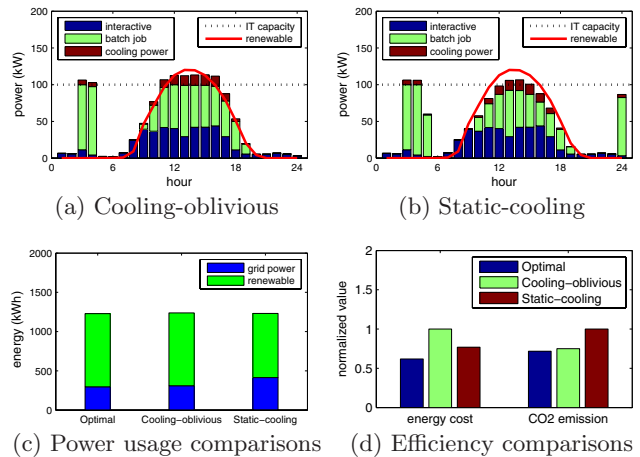 200
150
100
50
0
power (kW)
interactive
batch job
cooling power
IT capacity
renewable
0 6 12 18 24
hour
(a) Cooling-oblivious
200
150
100
50
0
power (kW)
interactive
batch job
cooling power
IT capacity
renewable
0 6 12 18 24
hour
(b) Static-cooling
2000
1500
1000
500
0
energy (kWh)
grid power
renewable
Optimal Cooling−oblivious Static−cooling
(c) Power usage comparisons
2
1.5
1
0.5
0
normalized value
Optimal
Cooling−oblivious
Static−cooling
energy cost CO2 emission
(d) Efficiency comparisons